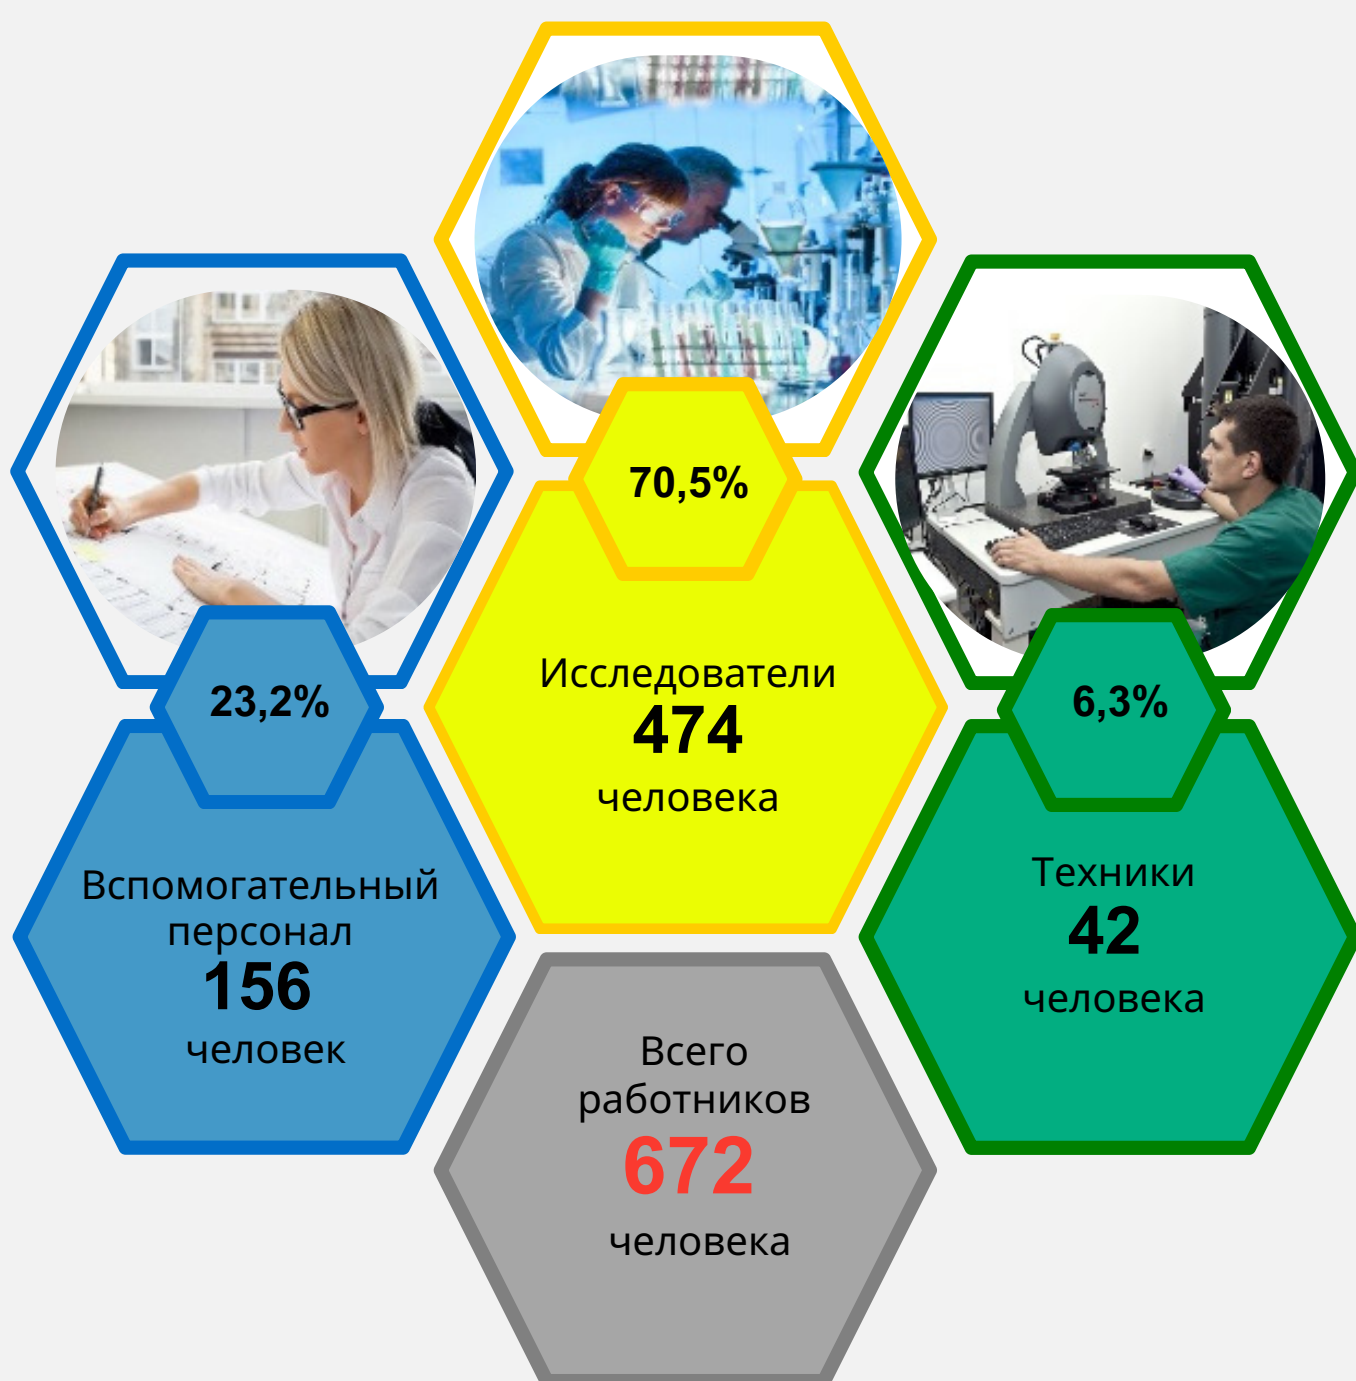 70,5%
Исследователи
474
человека
23,2%
Вспомогательный
персонал
156
человек
6,3%
Техники
42
человека
Всего
работников
672
человека